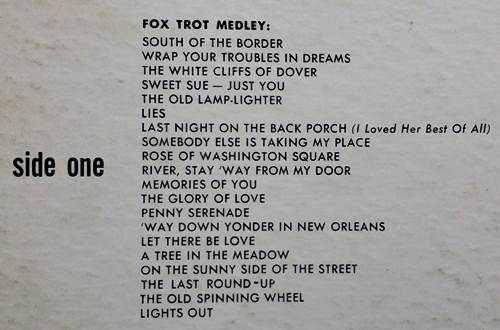 FOX TROT MEDLEY:
SOUTH OF THE BORDER
WRAP YOUR TROUBLES IN DREAMS
THE WHITE CLIFFS OF DOVER
SWEET SUE — JUST YOU
THE OLD LAMP-LIGHTER
LIES
LAST NIGHT ON THE BACK PORCH (I Loved Her Best Of All)
SOMEBODY ELSE IS TAKING MY PLACE
side one
ROSE OF WASHINGTON SQUARE
RIVER, STAY 'WAY FROM MY DOOR
MEMORIES OF YOU
THE GLORY OF LOVE
PENNY SERENADE
'WAY DOWN YONDER IN NEW ORLEANS
LET THERE BE LOVE
A TREE IN THE MEADOW
ON THE SUNNY SIDE OF THE STREET
THE LAST ROUND-UP
THE OLD SPINNING WHEEL
LIGHTS OUT